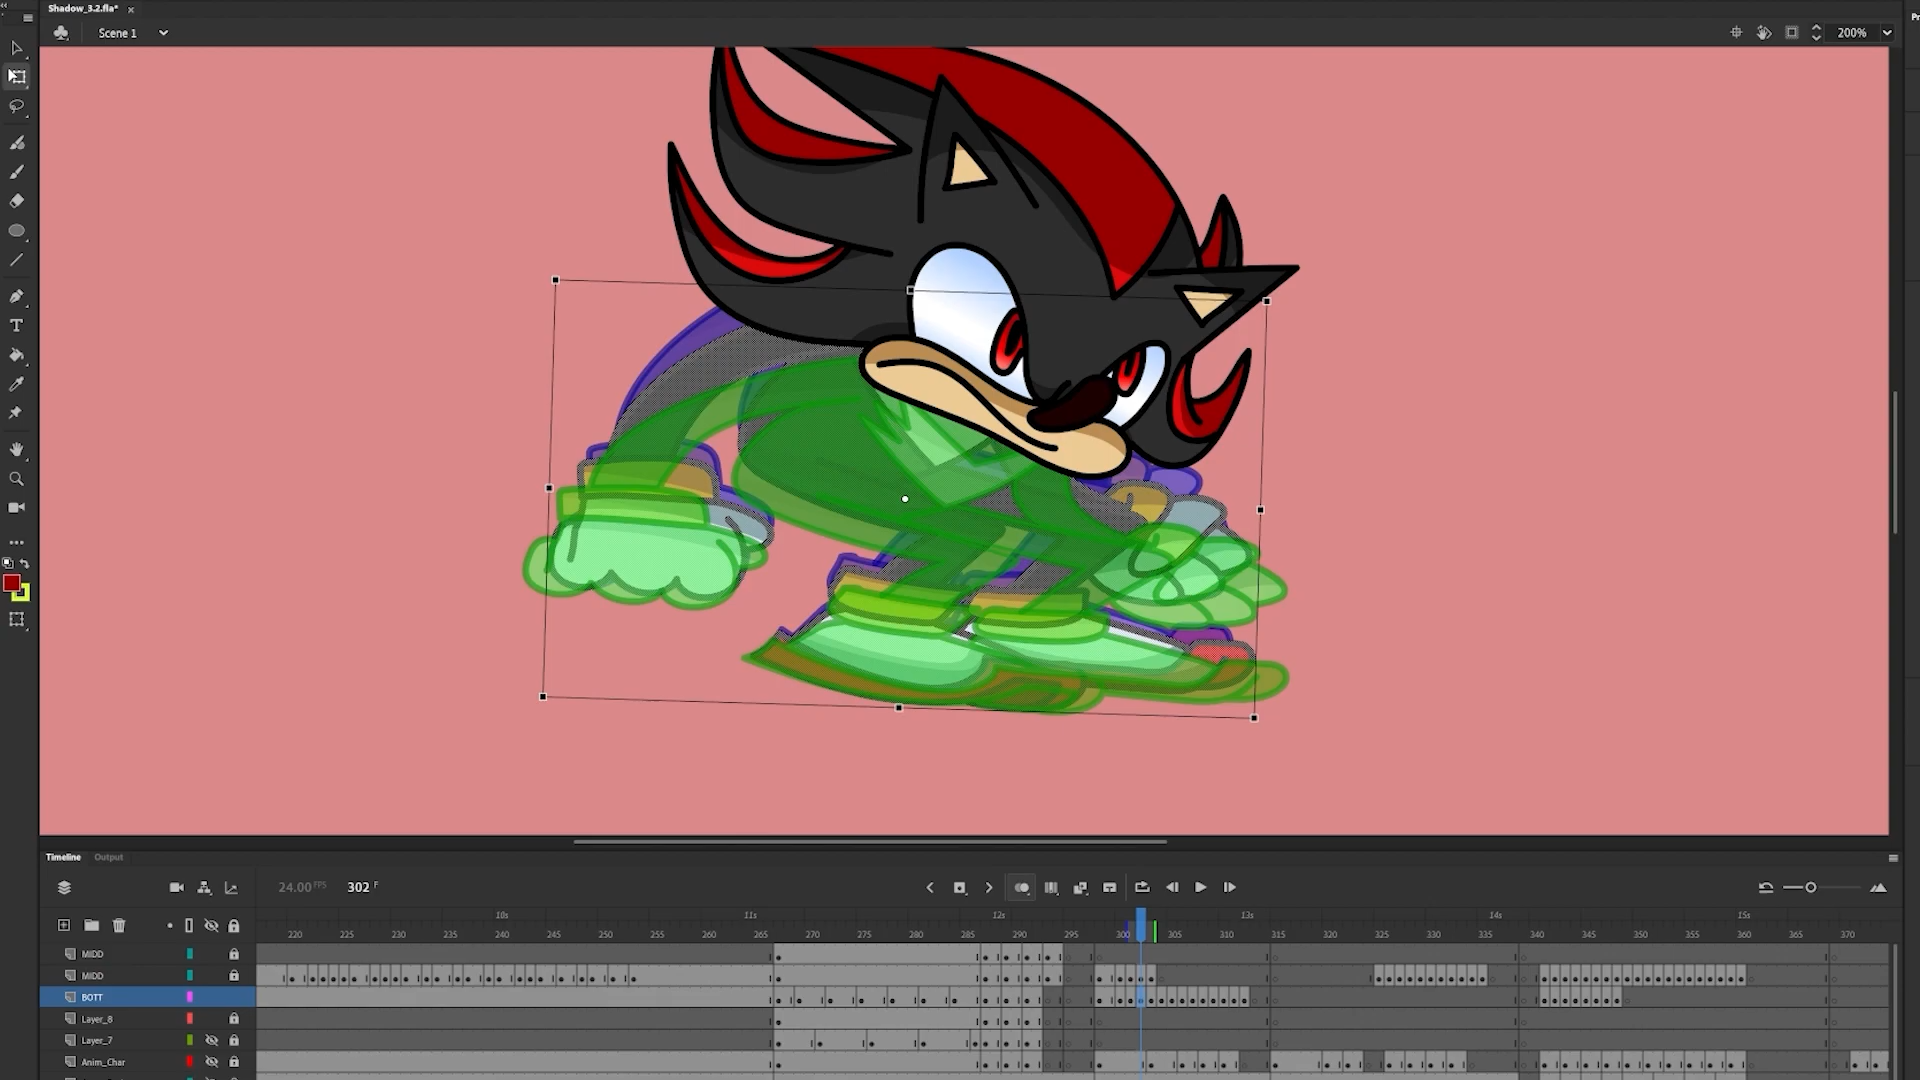 Shadow_3.2.fla*
Pr
Scene 1
200%
T
Timeline Output
24.00 FPS 302 F
10s 11s 12s 13s 14s 15s
220 225 230 235 240 245 250 255 260 265 270 275 280 285 290 295 300 305 310 315 320 325 330 335 340 345 350 355 360 365 370
MIDD
MIDD
BOTT
Layer_8
Layer_7
Anim_Char